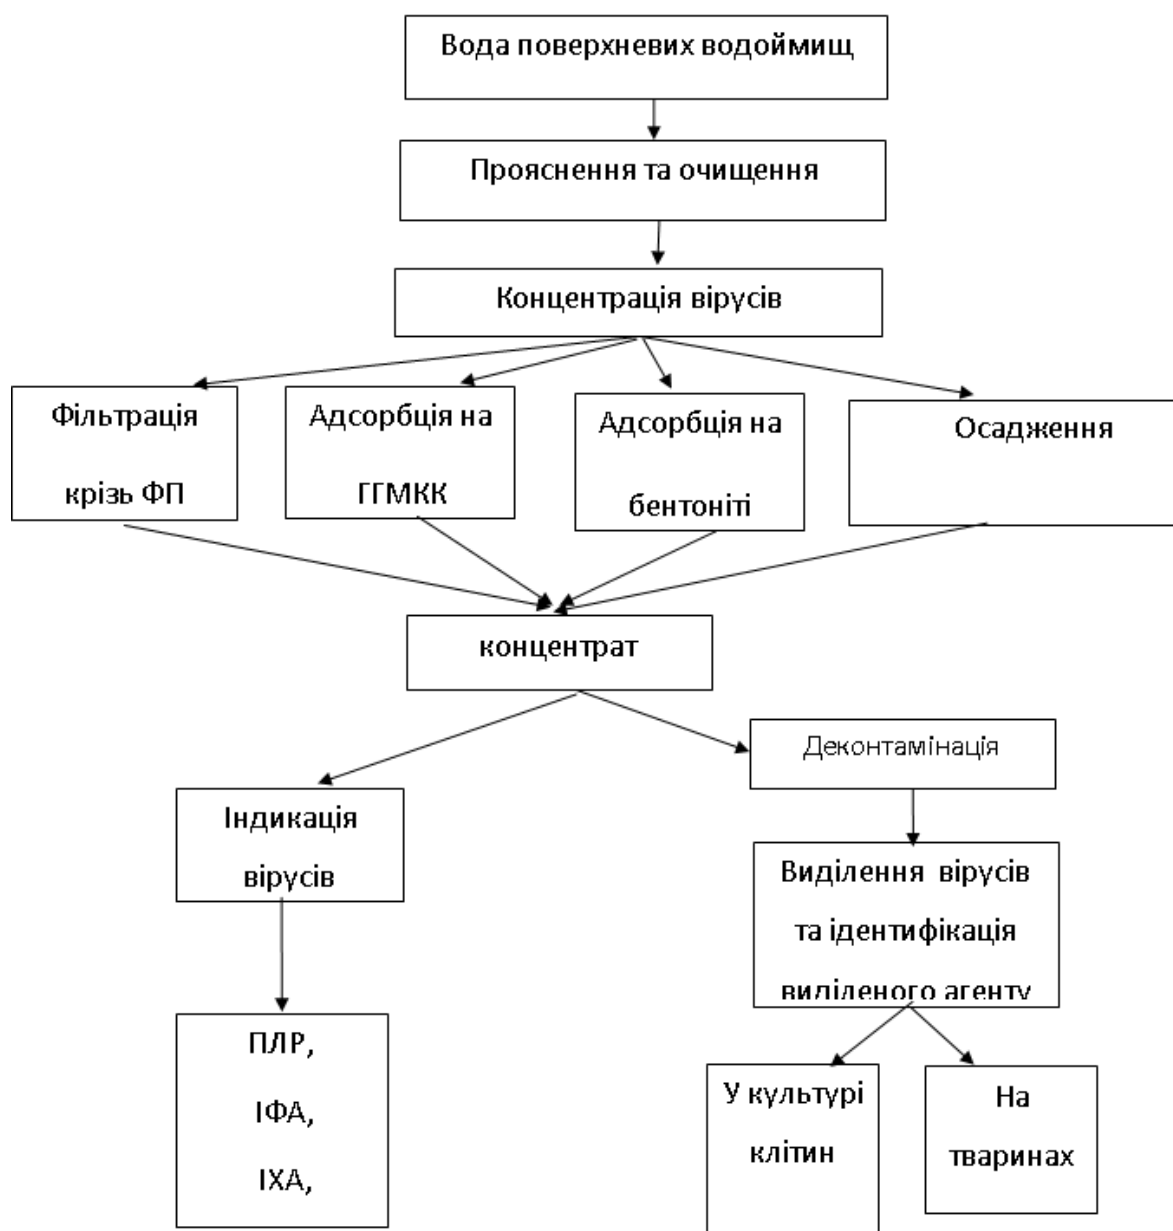 Вода поверхневих водоймищ
Прояснення та очищення
Концентрація вірусів
Фільтрація
крізь ФП
Адсорбція на
ГГМКК
Адсорбція на
бентоніті
Осадження
концентрат
Деконтамінація
Індикація
вірусів
Виділення вірусів
та ідентифікація
виділеного агенту
ПЛР,
ІФА,
ІХА,
У культурі
клітин
На
тваринах